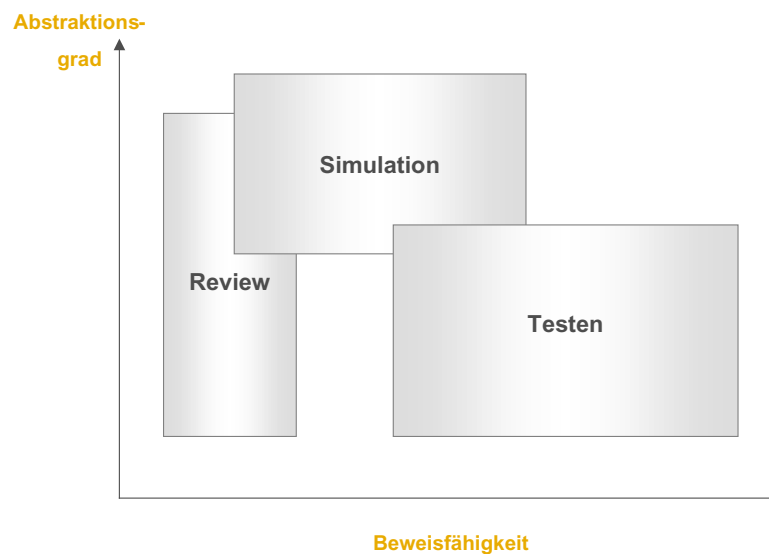 Abstraktions-
grad
Simulation
Review
Testen
Beweisfähigkeit